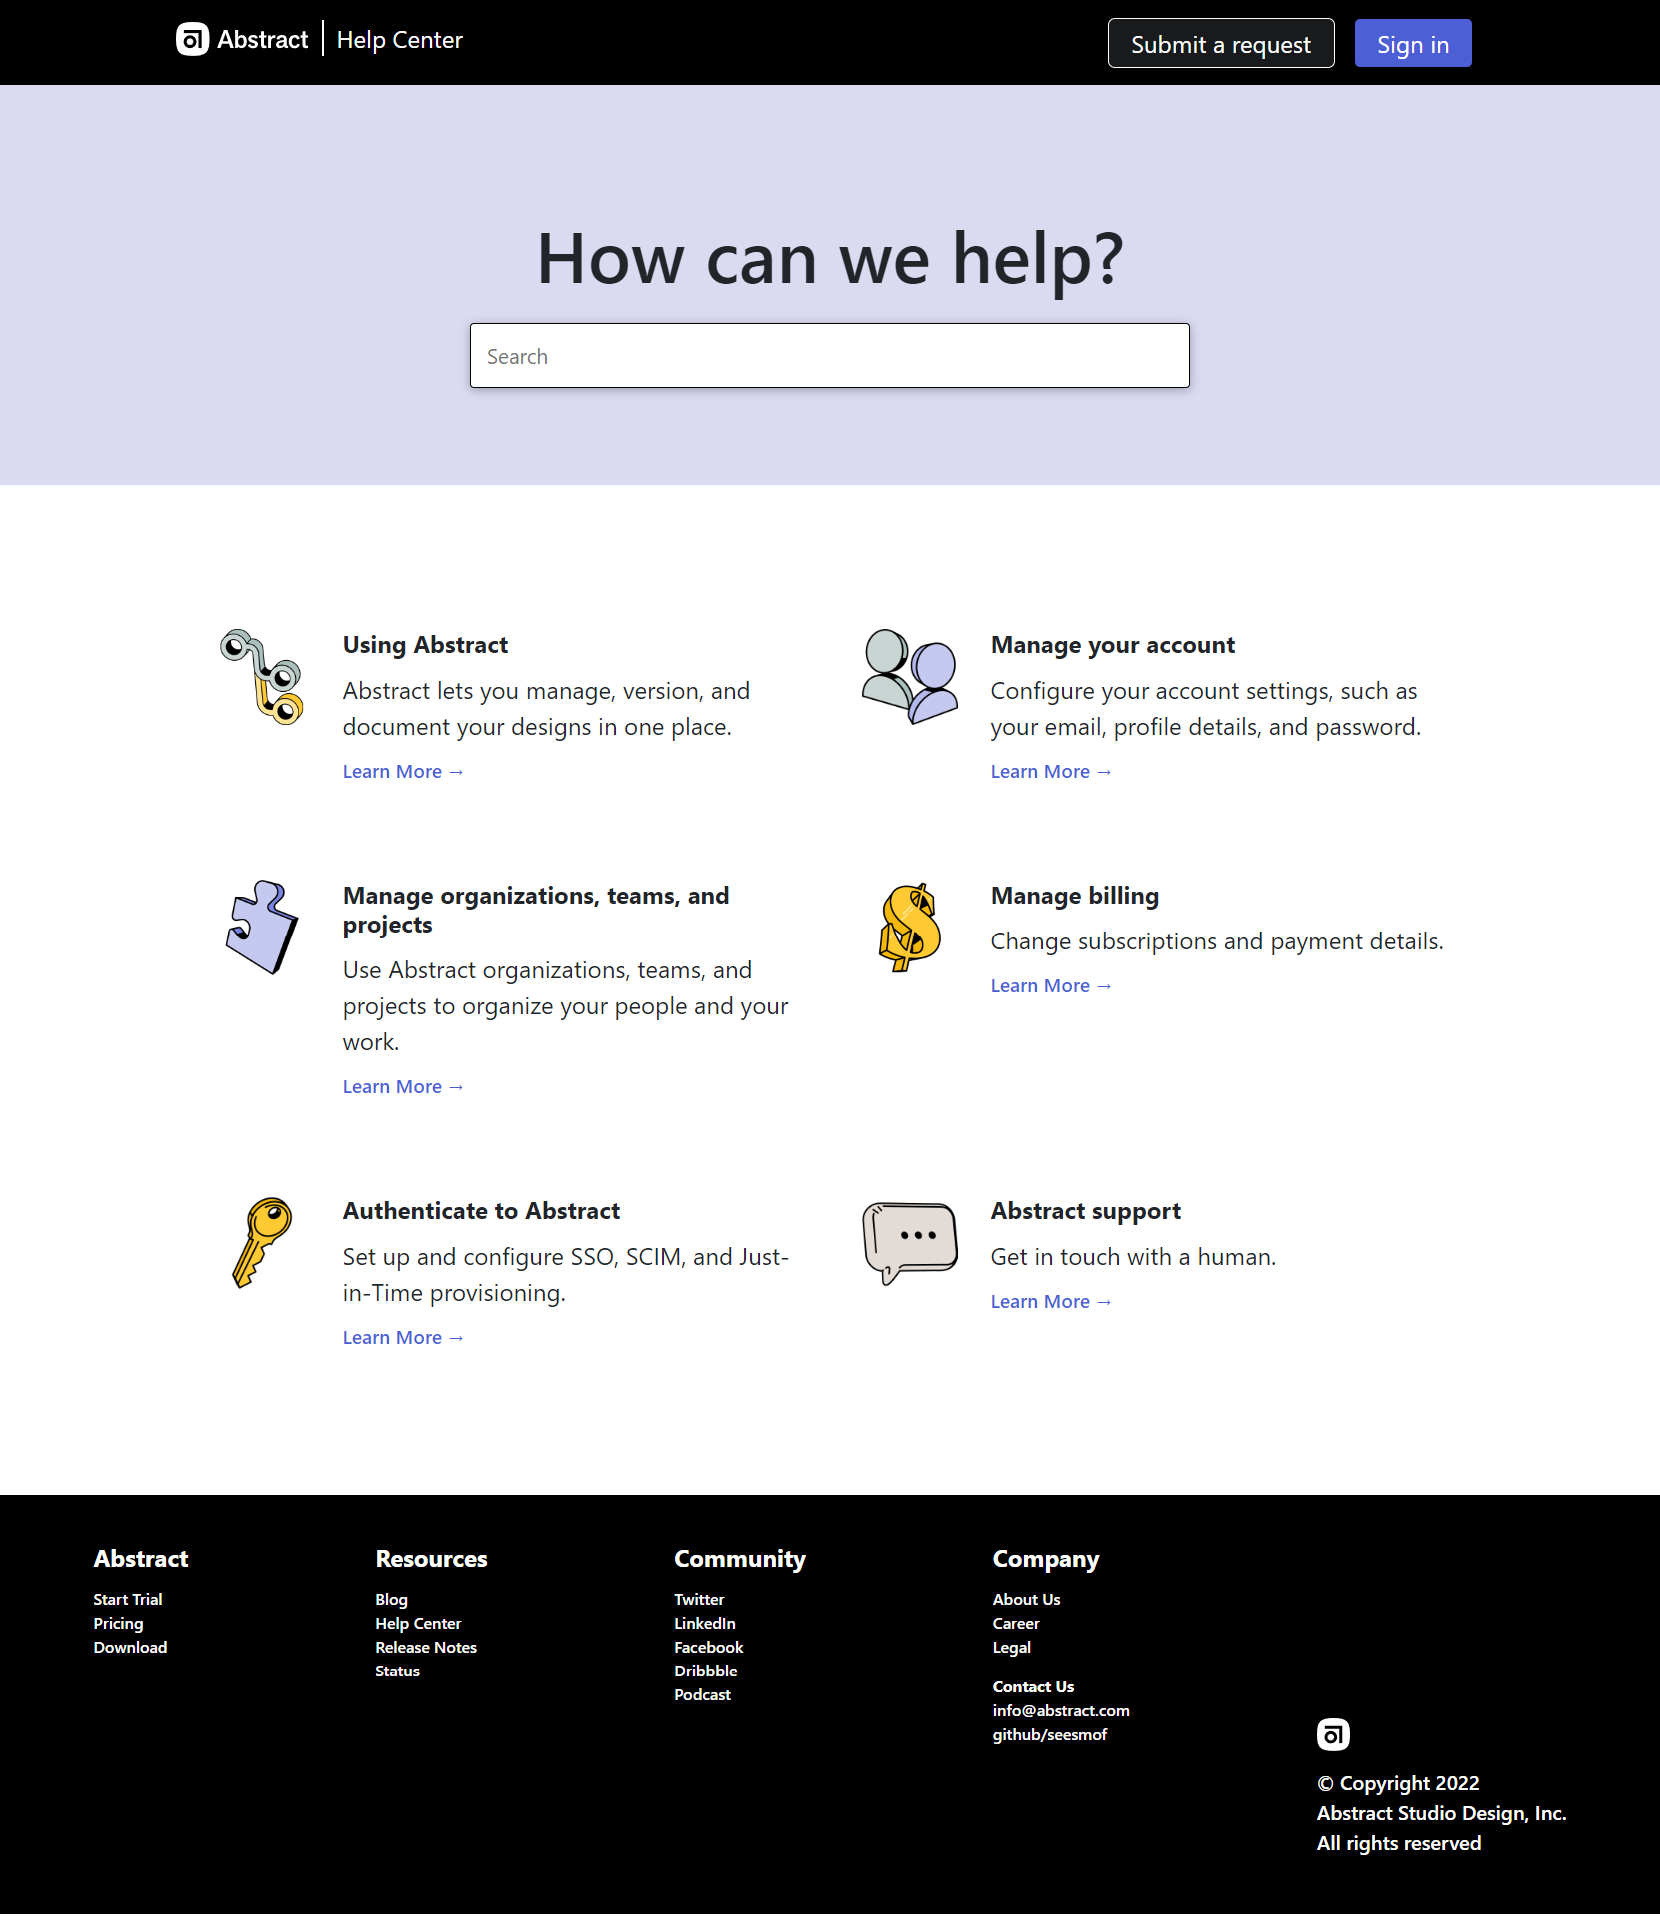 Abstract | Help Center
Submit a request
Sign in
How can we help?
Search
Using Abstract
Abstract lets you manage, version, and
document your designs in one place.
Learn More →
Manage your account
Configure your account settings, such as
your email, profile details, and password.
Learn More →
Manage organizations, teams, and
projects
Use Abstract organizations, teams, and
projects to organize your people and your
work.
Learn More →
Manage billing
Change subscriptions and payment details.
Learn More →
Authenticate to Abstract
Set up and configure SSO, SCIM, and Just-
in-Time provisioning.
Learn More →
Abstract support
Get in touch with a human.
Learn More →
Abstract
Start Trial
Pricing
Download
Resources
Blog
Help Center
Release Notes
Status
Community
Twitter
LinkedIn
Facebook
Dribbble
Podcast
Company
About Us
Career
Legal
Contact Us
info@abstract.com
github/seesmof
© Copyright 2022
Abstract Studio Design, Inc.
All rights reserved